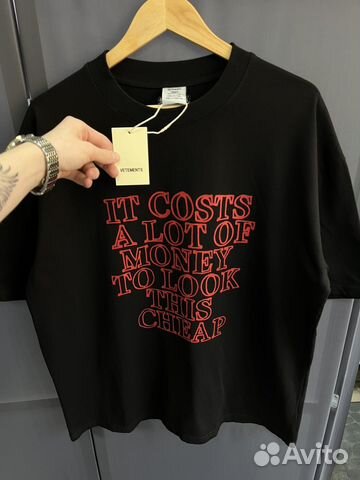 VETEMENTS
IT COSTS
A LOT OF
MONEY
TO LOOK
THIS
CHEAP
Avito